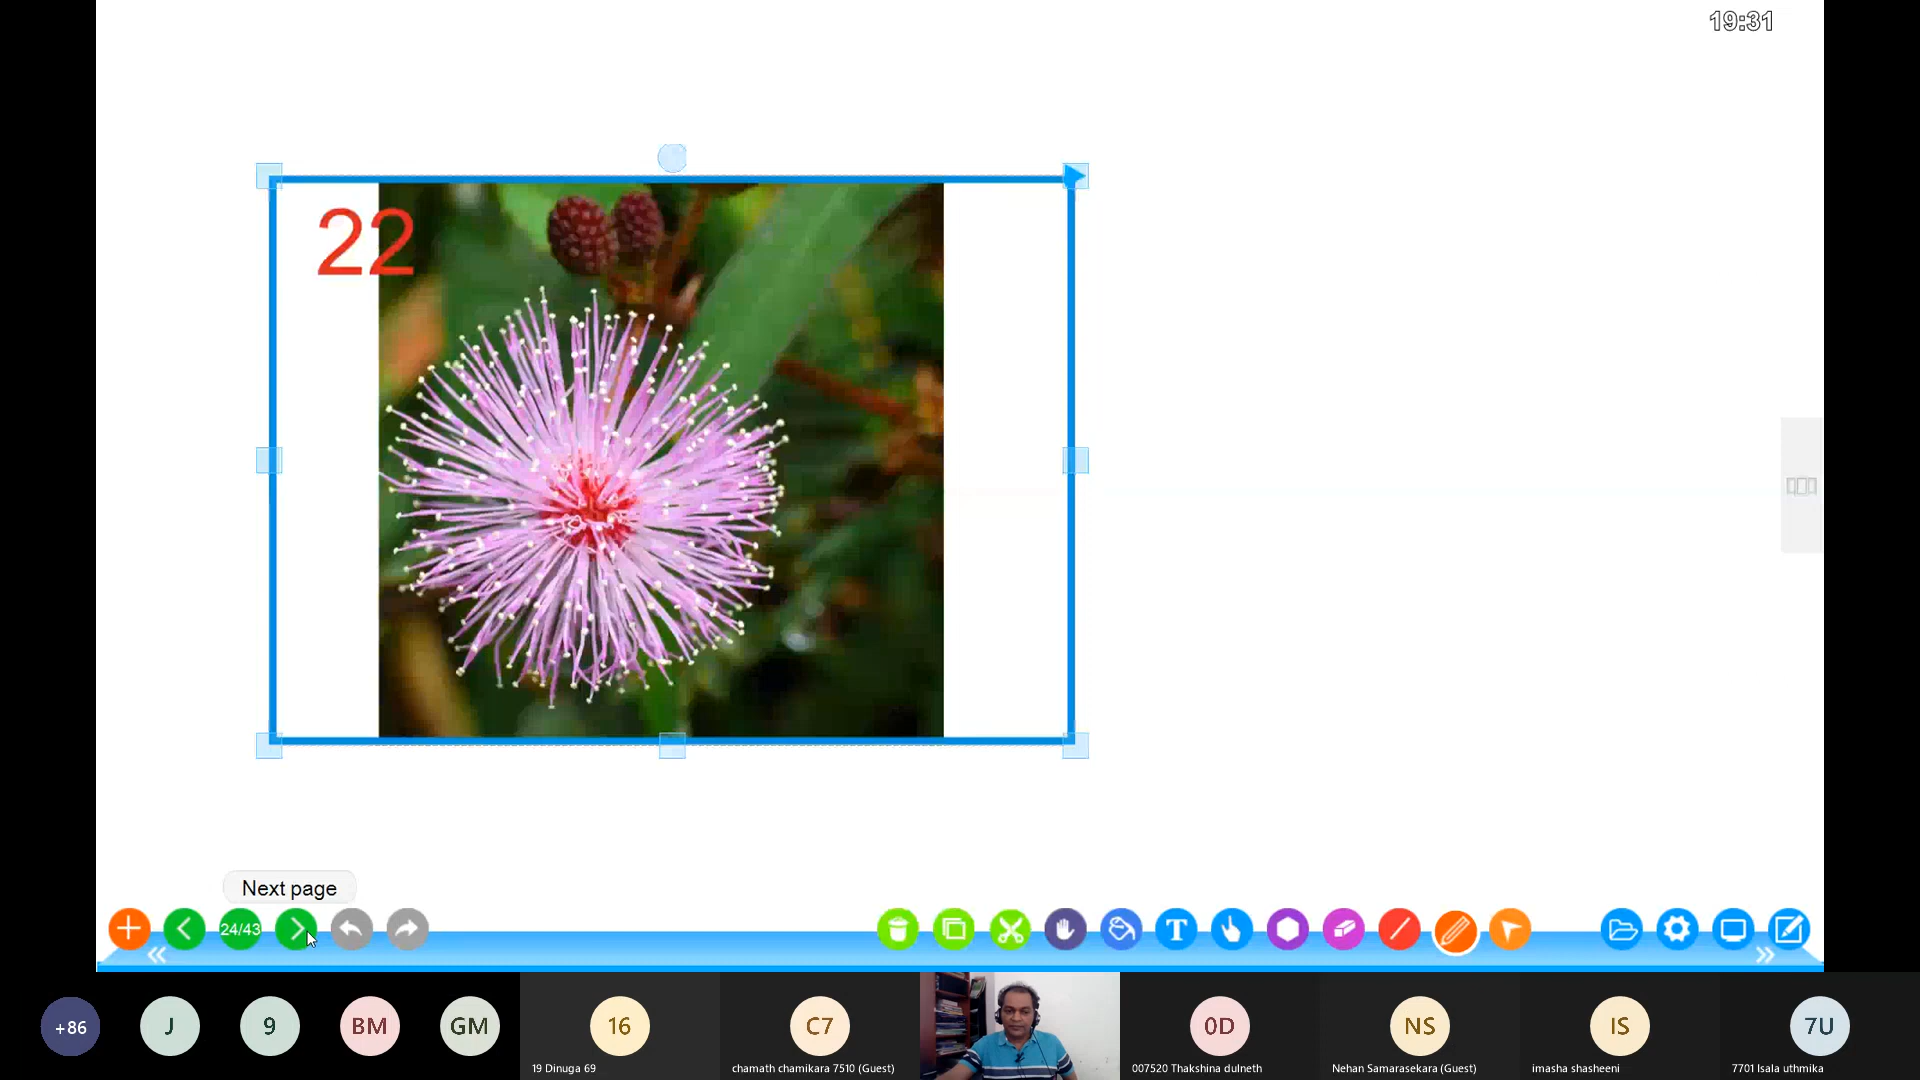 19:31
22
Next page
24/43
T
+86
J
9
BM
GM
16
C7
0D
NS
IS
7U
19 Dinuga 69
chamath chamikara 7510 (Guest)
007520 Thakshina dulneth
Nehan Samarasekara (Guest)
imasha shasheeni
7701 Isala uthmika